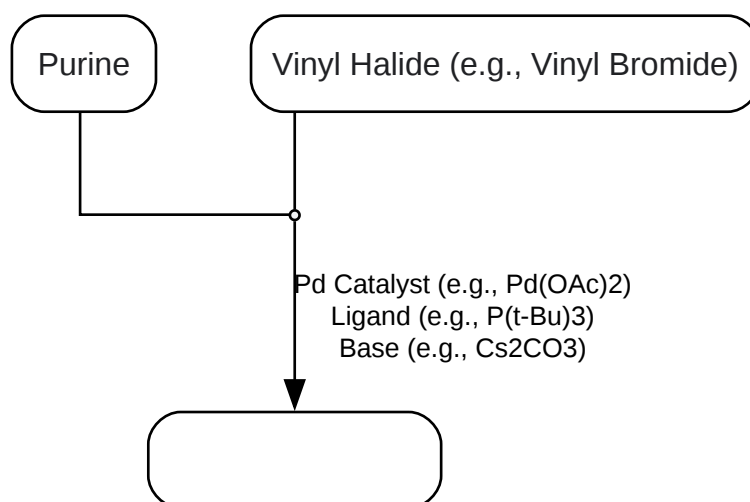 Purine
Vinyl Halide (e.g., Vinyl Bromide)
Pd Catalyst (e.g., Pd(OAc)2)
Ligand (e.g., P(t-Bu)3)
Base (e.g., Cs2CO3)